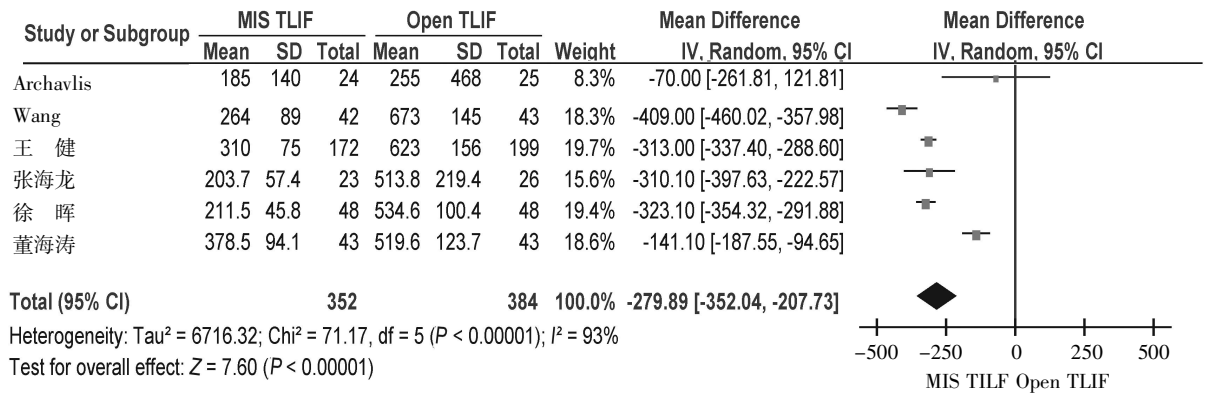 MIS TLIF Open TLIF Mean Difference Mean Difference
Study or Subgroup Mean SD Total Mean SD Total Weight IV, Random, 95% CI IV, Random, 95% CI
Archavlis 185 140 24 255 468 25 8.3% -70.00 [-261.81, 121.81]
Wang 264 89 42 673 145 43 18.3% -409.00 [-460.02, -357.98]
王 健 310 75 172 623 156 199 19.7% -313.00 [-337.40, -288.60]
张海龙 203.7 57.4 23 513.8 219.4 26 15.6% -310.10 [-397.63, -222.57]
徐 晖 211.5 45.8 48 534.6 100.4 48 19.4% -323.10 [-354.32, -291.88]
董海涛 378.5 94.1 43 519.6 123.7 43 18.6% -141.10 [-187.55, -94.65]
Total (95% CI) 352 384 100.0% -279.89 [-352.04, -207.73]
Heterogeneity: Tau² = 6716.32; Chi² = 71.17, df = 5 (P < 0.00001); I² = 93%
Test for overall effect: Z = 7.60 (P < 0.00001)
-500 -250 0 250 500
MIS TILF Open TLIF